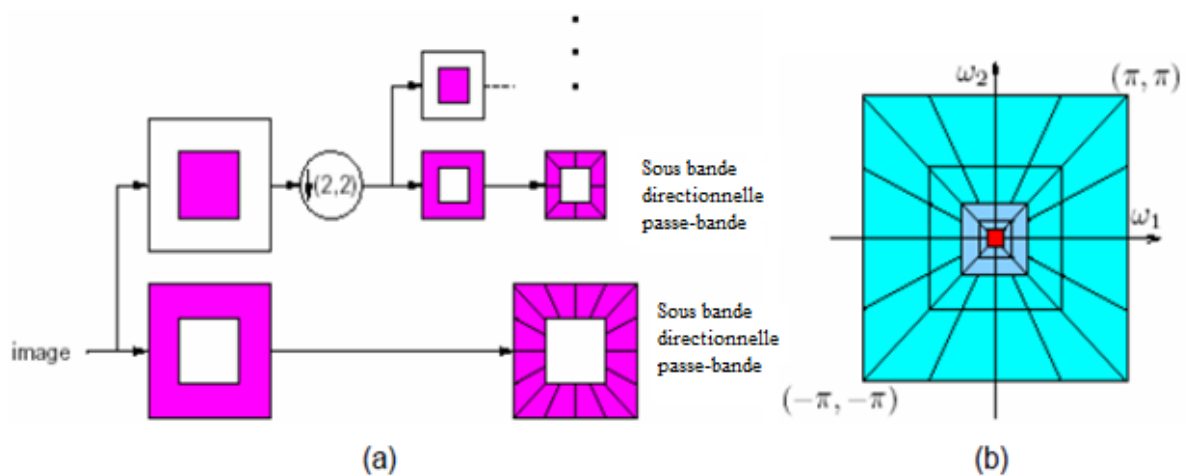 image
↓(2,2)
Sous bande
directionnelle
passe-bande
Sous bande
directionnelle
passe-bande
(a)
ω₂
(π, π)
ω₁
(−π, −π)
(b)